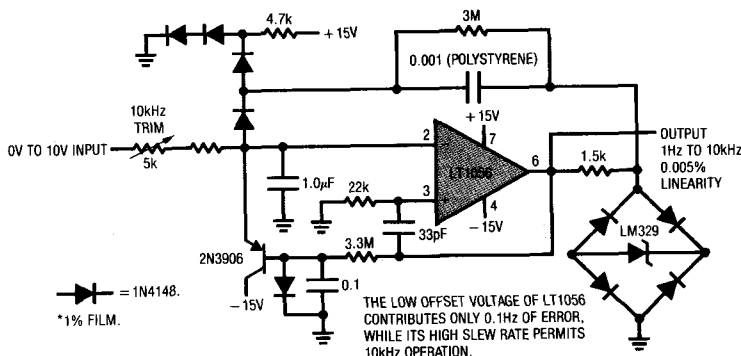 4.7k
+15V
3M
0.001 (POLYSTYRENE)
10kHz
TRIM
0V TO 10V INPUT
5k
+15V
2
7
6
LT1056
OUTPUT
1Hz TO 10kHz
0.005%
LINEARITY
1.5k
1.0µF
22k
3
4
-15V
33pF
LM329
2N3906
3.3M
-15V
0.1
= 1N4148.
*1% FILM.
THE LOW OFFSET VOLTAGE OF LT1056
CONTRIBUTES ONLY 0.1Hz OF ERROR,
WHILE ITS HIGH SLEW RATE PERMITS
10kHz OPERATION.